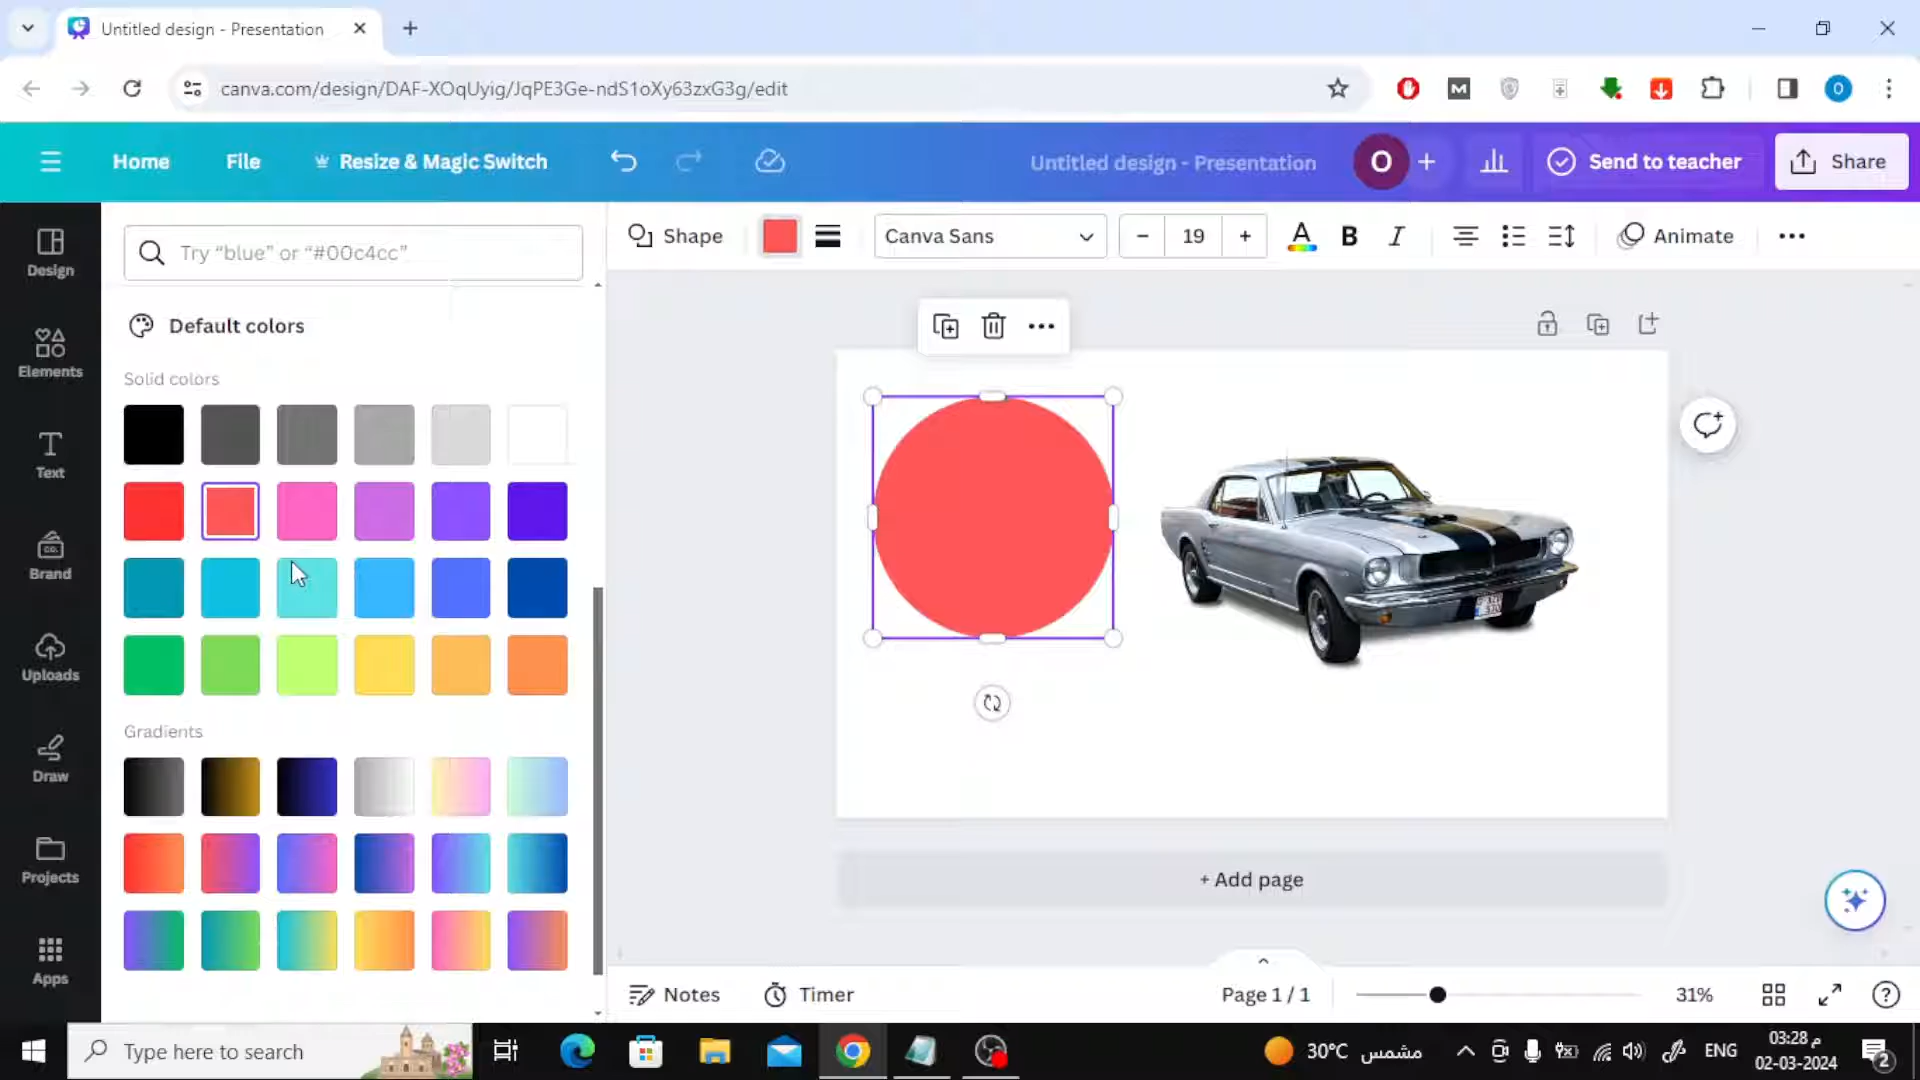 Untitled design - Presentation
canva.com/design/DAF-XOqUyig/JqPE3Ge-ndS1oXy63zxG3g/edit
Home
File
Resize & Magic Switch
Untitled design - Presentation
O
Send to teacher
Share
Design
Elements
Text
Brand
Uploads
Draw
Projects
Apps
Try “blue” or “#00c4cc”
Default colors
Solid colors
Gradients
Shape
Canva Sans
19
A
B
I
Animate
+ Add page
Notes
Timer
Page 1 / 1
31%
Type here to search
30°C مشمس
ENG
03:28 م
02-03-2024
2